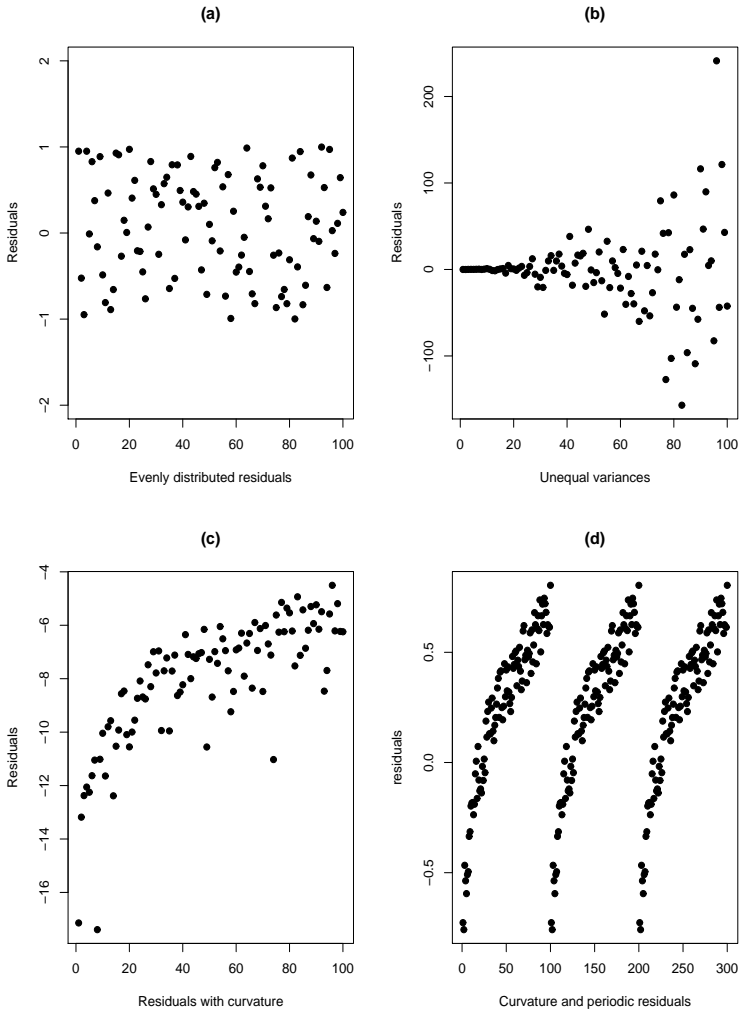 (a)
Residuals
2
1
0
−1
−2
0 20 40 60 80 100
Evenly distributed residuals
(b)
Residuals
200
100
0
−100
0 20 40 60 80 100
Unequal variances
(c)
Residuals
−4
−6
−8
−10
−12
−14
−16
0 20 40 60 80 100
Residuals with curvature
(d)
residuals
0.5
0.0
−0.5
0 50 100 150 200 250 300
Curvature and periodic residuals